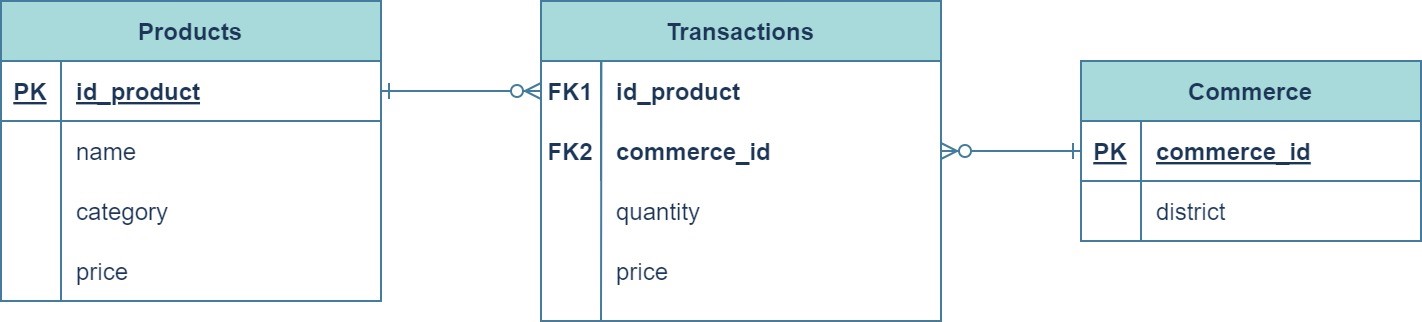 Products
PK id_product
name
category
price
Transactions
FK1 id_product
FK2 commerce_id
quantity
price
Commerce
PK commerce_id
district